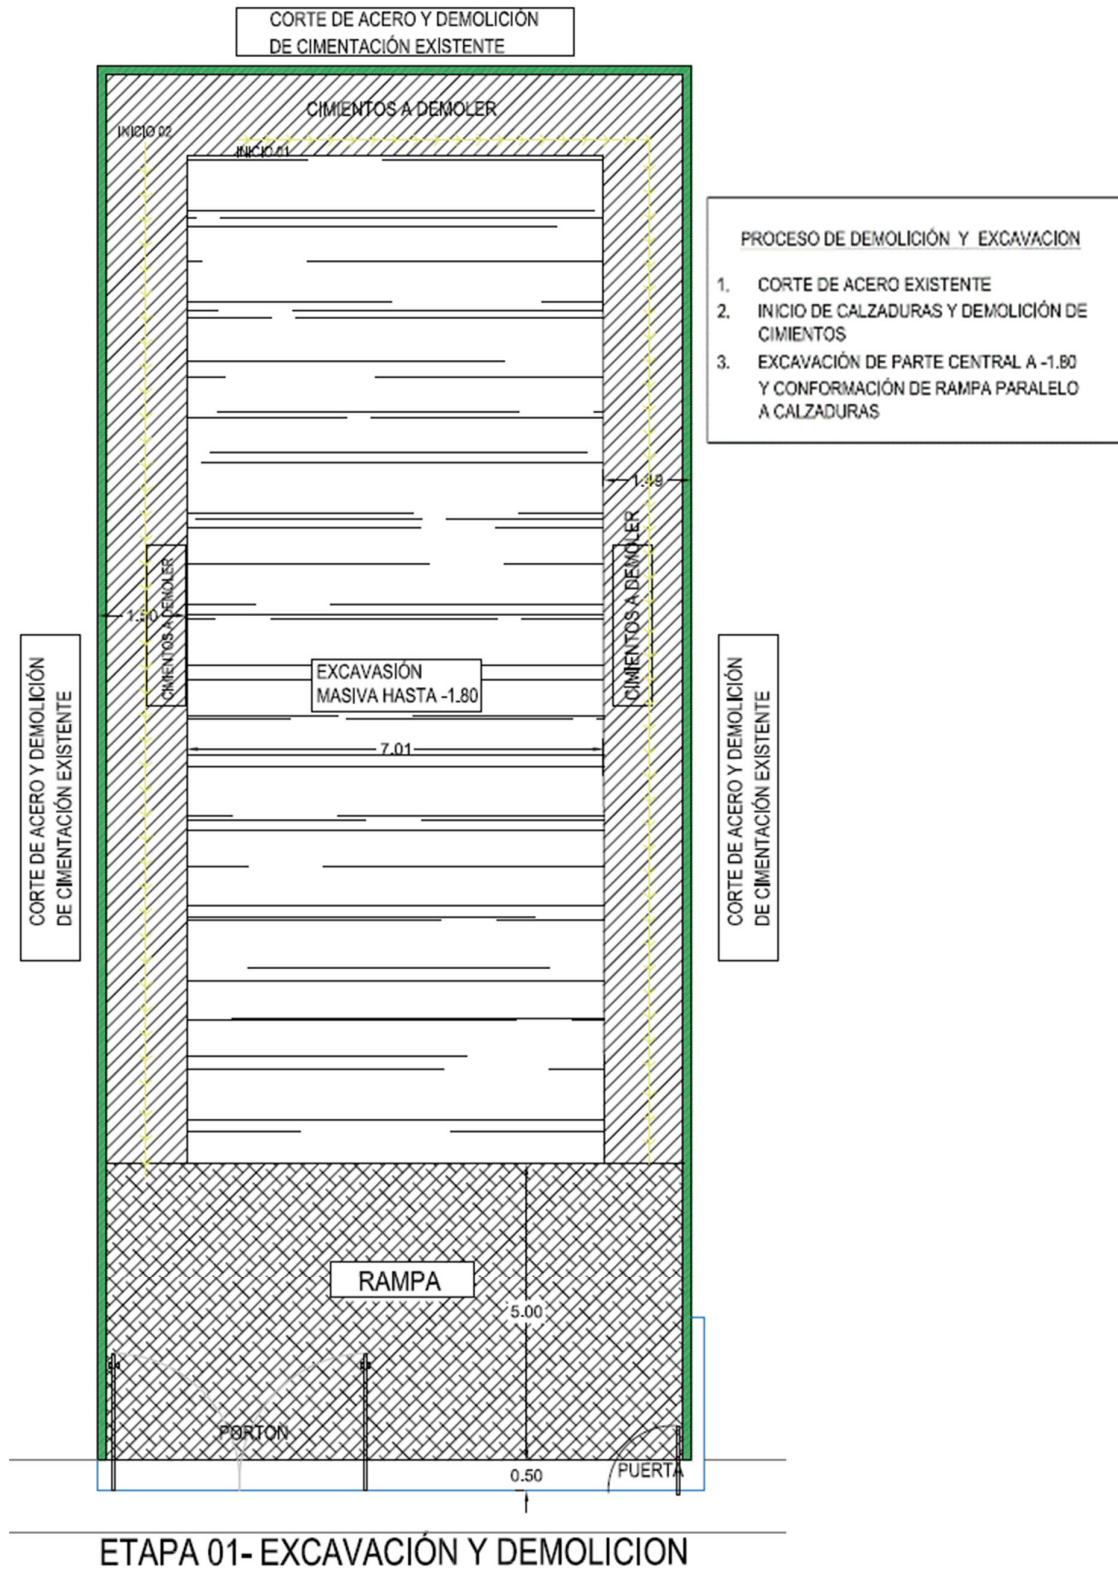 CORTE DE ACERO Y DEMOLICIÓN
DE CIMENTACIÓN EXISTENTE
CIMIENTOS A DEMOLER
INICIO 02
INICIO 01
PROCESO DE DEMOLICIÓN Y EXCAVACION
1. CORTE DE ACERO EXISTENTE
2. INICIO DE CALZADURAS Y DEMOLICIÓN DE
CIMIENTOS
3. EXCAVACIÓN DE PARTE CENTRAL A -1.80
Y CONFORMACIÓN DE RAMPA PARALELO
A CALZADURAS
1.49
CIMIENTOS A DEMOLER
CIMIENTOS A DEMOLER
1.50
CORTE DE ACERO Y DEMOLICIÓN
DE CIMENTACIÓN EXISTENTE
EXCAVASIÓN
MASIVA HASTA -1.80
CORTE DE ACERO Y DEMOLICIÓN
DE CIMENTACIÓN EXISTENTE
7.01
RAMPA
5.00
PORTON
PUERTA
0.50
ETAPA 01- EXCAVACIÓN Y DEMOLICION